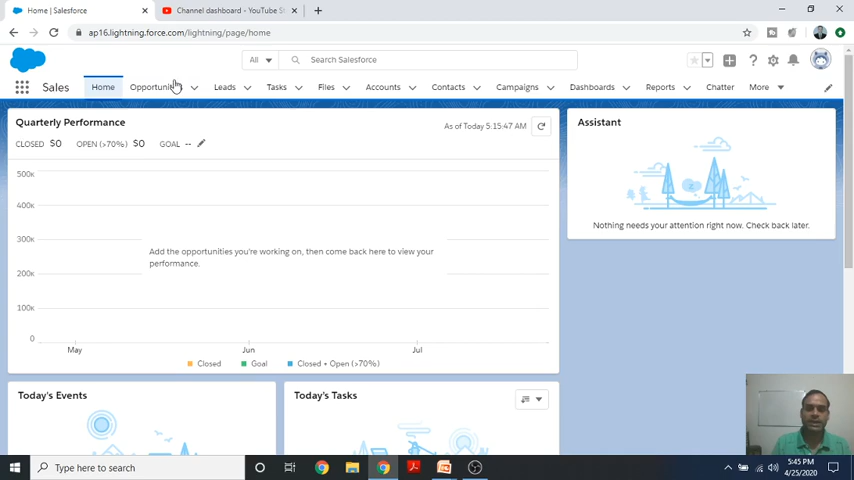 Home | Salesforce
Channel dashboard - YouTube St
ap16.lightning.force.com/lightning/page/home
All
Search Salesforce
Sales
Home
Leads
Tasks
Files
Accounts
Contacts
Campaigns
Dashboards
Reports
Chatter
More
Quarterly Performance
As of Today 5:15:47 AM
CLOSED $0 OPEN (>70%) $0 GOAL --
500K
400K
300K
200K
100K
0
Add the opportunities you're working on, then come back here to view your
performance.
May
Jun
Jul
Closed
Goal
Closed + Open (>70%)
Assistant
Nothing needs your attention right now. Check back later.
Today's Events
Today's Tasks
Type here to search
5:45 PM
4/25/2020